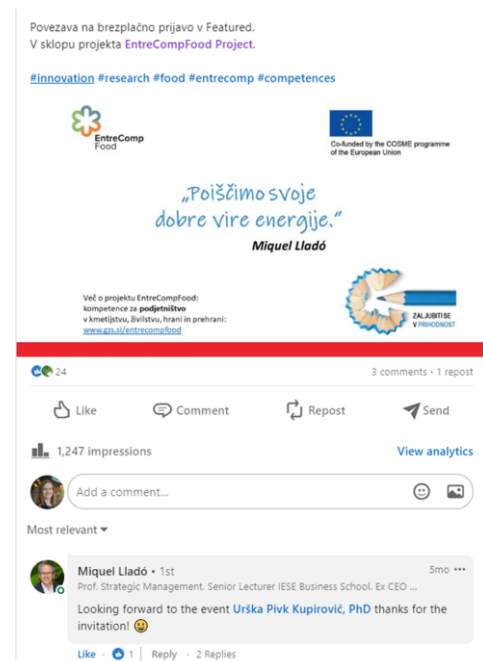 Povezava na brezplačno prijavo v Featured.
V sklopu projekta EntreCompFood Project.
#innovation #research #food #entrecomp #competences
EntreComp
Food
Co-funded by the COSME programme
of the European Union
„Poiščimo svoje
dobre vire energije.“
Miquel Lladó
Več o projektu EntreCompFood:
kompetence za podjetništvo
v kmetijstvu, živilstvu, hrani in prehrani:
www.gzs.si/entrecompfood
ZALJUBITI SE
V PRIHODNOST
24
3 comments · 1 repost
Like
Comment
Repost
Send
1,247 impressions
View analytics
Add a comment...
Most relevant
Miquel Lladó • 1st
5mo •••
Prof. Strategic Management. Senior Lecturer IESE Business School. Ex CEO ...
Looking forward to the event Urška Pivk Kupirovič, PhD thanks for the
invitation! 😀
Like · 1 | Reply · 2 Replies